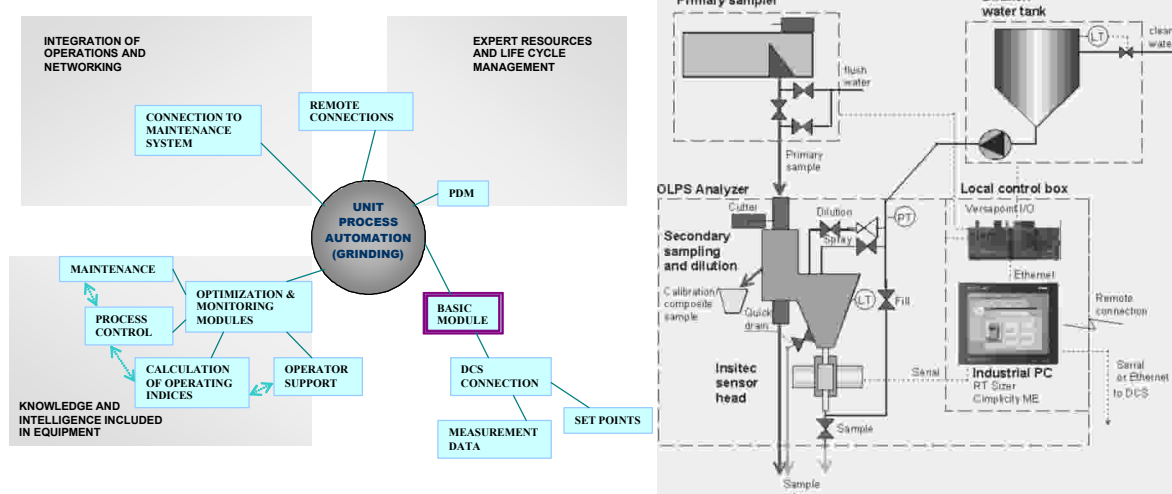 INTEGRATION OF
OPERATIONS AND
NETWORKING
EXPERT RESOURCES
AND LIFE CYCLE
MANAGEMENT
REMOTE
CONNECTIONS
CONNECTION TO
MAINTENANCE
SYSTEM
PDM
UNIT
PROCESS
AUTOMATION
(GRINDING)
MAINTENANCE
OPTIMIZATION &
MONITORING
MODULES
PROCESS
CONTROL
BASIC
MODULE
CALCULATION
OF OPERATING
INDICES
OPERATOR
SUPPORT
DCS
CONNECTION
SET POINTS
MEASUREMENT
DATA
KNOWLEDGE AND
INTELLIGENCE INCLUDED
IN EQUIPMENT
Primary sampler
water tank
LT
clean
water
flush
water
Primary
sample
OLPS Analyzer
Cutter
Dilution
Spray
PT
Secondary
sampling
and dilution
Calibration/
composite
sample
Quick
drain
LT
Fill
Insitec
sensor
head
Serial
Sample
Sample
Local control box
Versapoint I/O
Ethernet
Remote
connection
Industrial PC
RT Sizer
Cimplicity ME
Serial
or Ethernet
to DCS